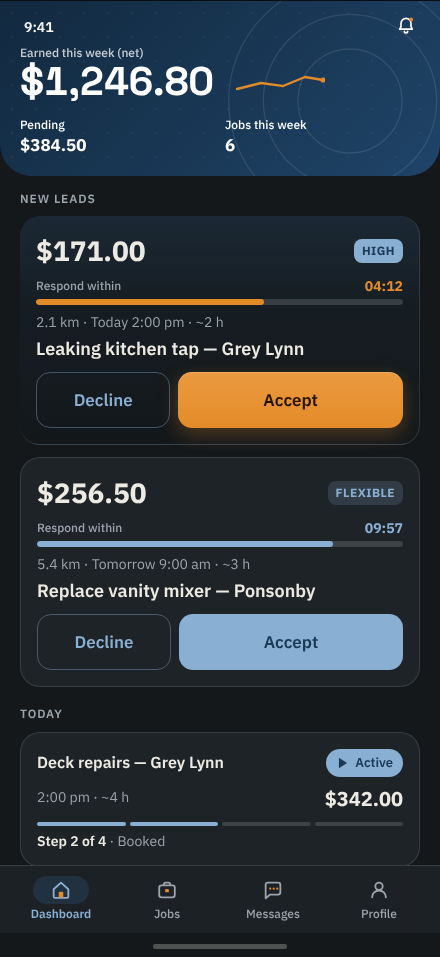 9:41
Earned this week (net)
$1,246.80
Pending
Jobs this week
$384.50
6
NEW LEADS
$171.00
HIGH
Respond within
04:12
2.1 km · Today 2:00 pm · ~2 h
Leaking kitchen tap — Grey Lynn
Decline
Accept
$256.50
FLEXIBLE
Respond within
09:57
5.4 km · Tomorrow 9:00 am · ~3 h
Replace vanity mixer — Ponsonby
Decline
Accept
TODAY
Deck repairs — Grey Lynn
Active
2:00 pm · ~4 h
$342.00
Step 2 of 4 · Booked
Dashboard
Jobs
Messages
Profile